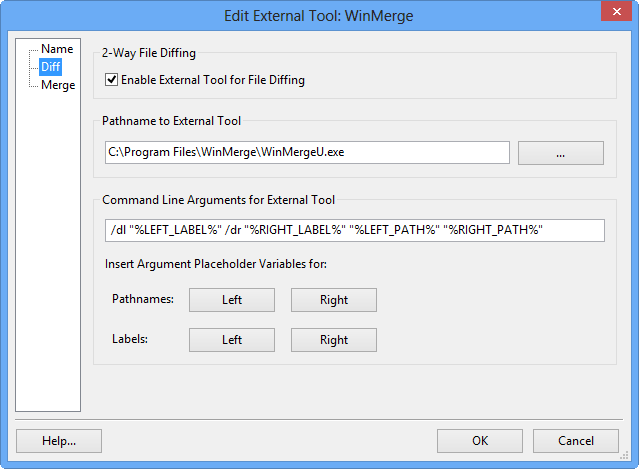 Edit External Tool: WinMerge
Name
Diff
Merge
2-Way File Diffing
Enable External Tool for File Diffing
Pathname to External Tool
C:\Program Files\WinMerge\WinMergeU.exe
...
Command Line Arguments for External Tool
/dl "%LEFT_LABEL%" /dr "%RIGHT_LABEL%" "%LEFT_PATH%" "%RIGHT_PATH%"
Insert Argument Placeholder Variables for:
Pathnames: Left Right
Labels: Left Right
Help... OK Cancel